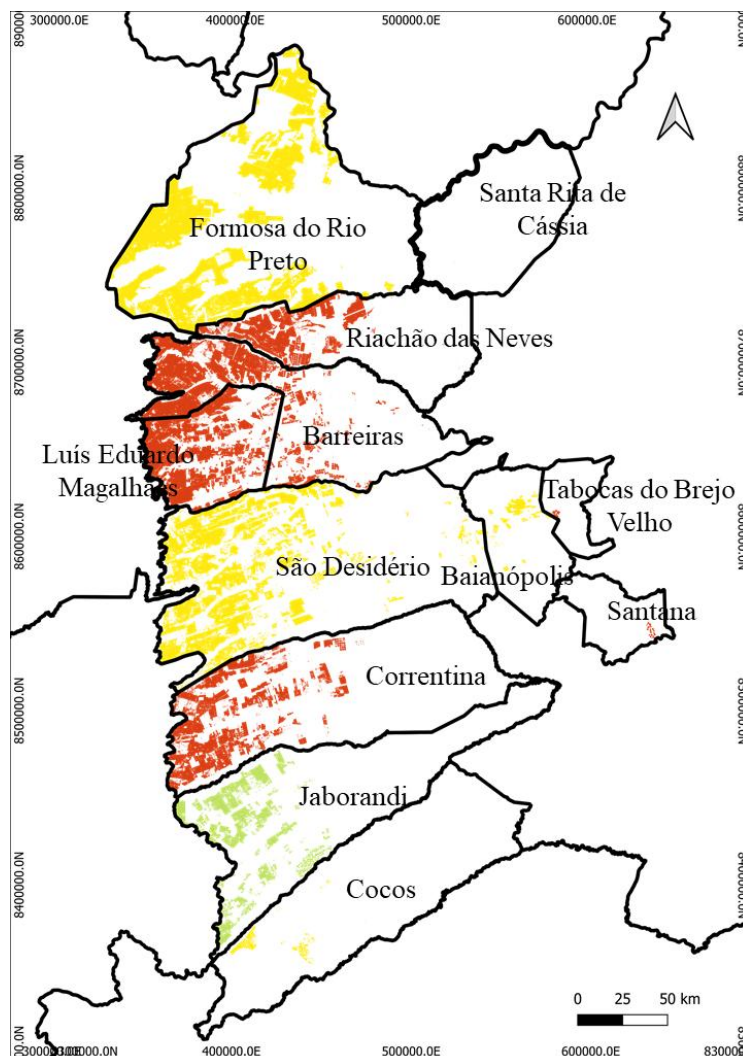 300000.0E 400000.0E 500000.0E 600000.0E
Santa Rita de
Cássia
Formosa do Rio
Preto
Riachão das Neves
Barreiras
Luís Eduardo
Magalhães
Tabocas do Brejo
Velho
São Desidério
Baianópolis
Santana
Correntina
Jaborandi
Cocos
0 25 50 km
8800000.0N
8700000.0N
8600000.0N
8500000.0N
8400000.0N
400000.0E 500000.0E 600000.0E